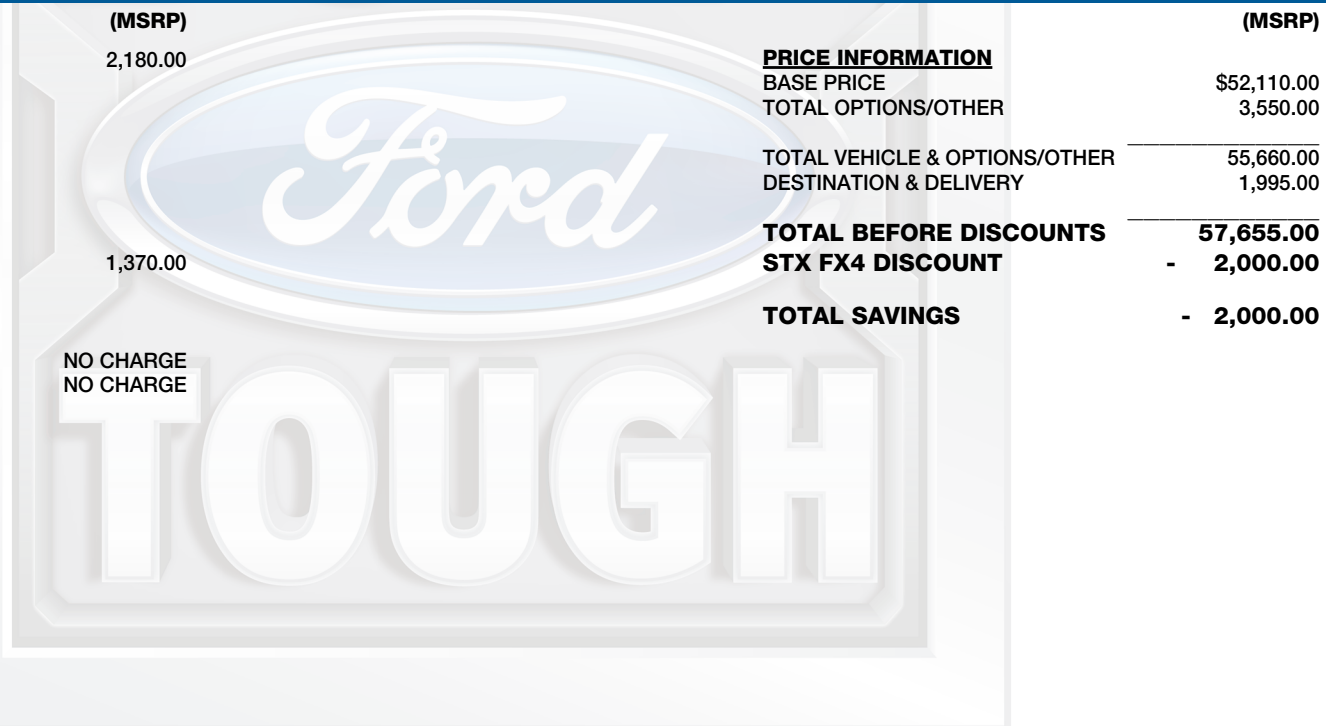 (MSRP)
2,180.00
1,370.00
NO CHARGE
NO CHARGE
Ford
TOUGH
(MSRP)
PRICE INFORMATION
BASE PRICE $52,110.00
TOTAL OPTIONS/OTHER 3,550.00
TOTAL VEHICLE & OPTIONS/OTHER 55,660.00
DESTINATION & DELIVERY 1,995.00
TOTAL BEFORE DISCOUNTS 57,655.00
STX FX4 DISCOUNT - 2,000.00
TOTAL SAVINGS - 2,000.00